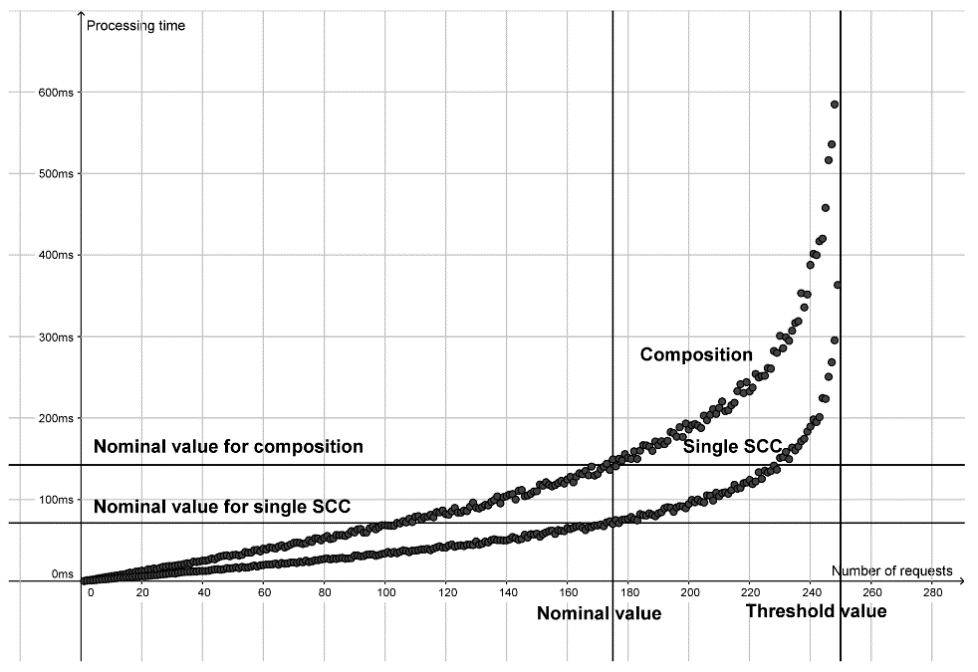 Processing time
600ms
500ms
400ms
300ms
Composition
200ms
Nominal value for composition
Single SCC
100ms
Nominal value for single SCC
0ms
Number of requests
0 20 40 60 80 100 120 140 160 180 200 220 240 260 280
Nominal value
Threshold value